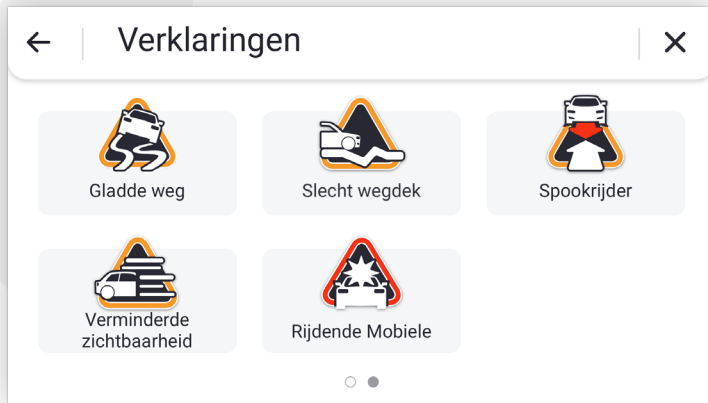 Verklaringen
Gladde weg
Slecht wegdek
Spookrijder
Verminderde
zichtbaarheid
Rijdende Mobiele